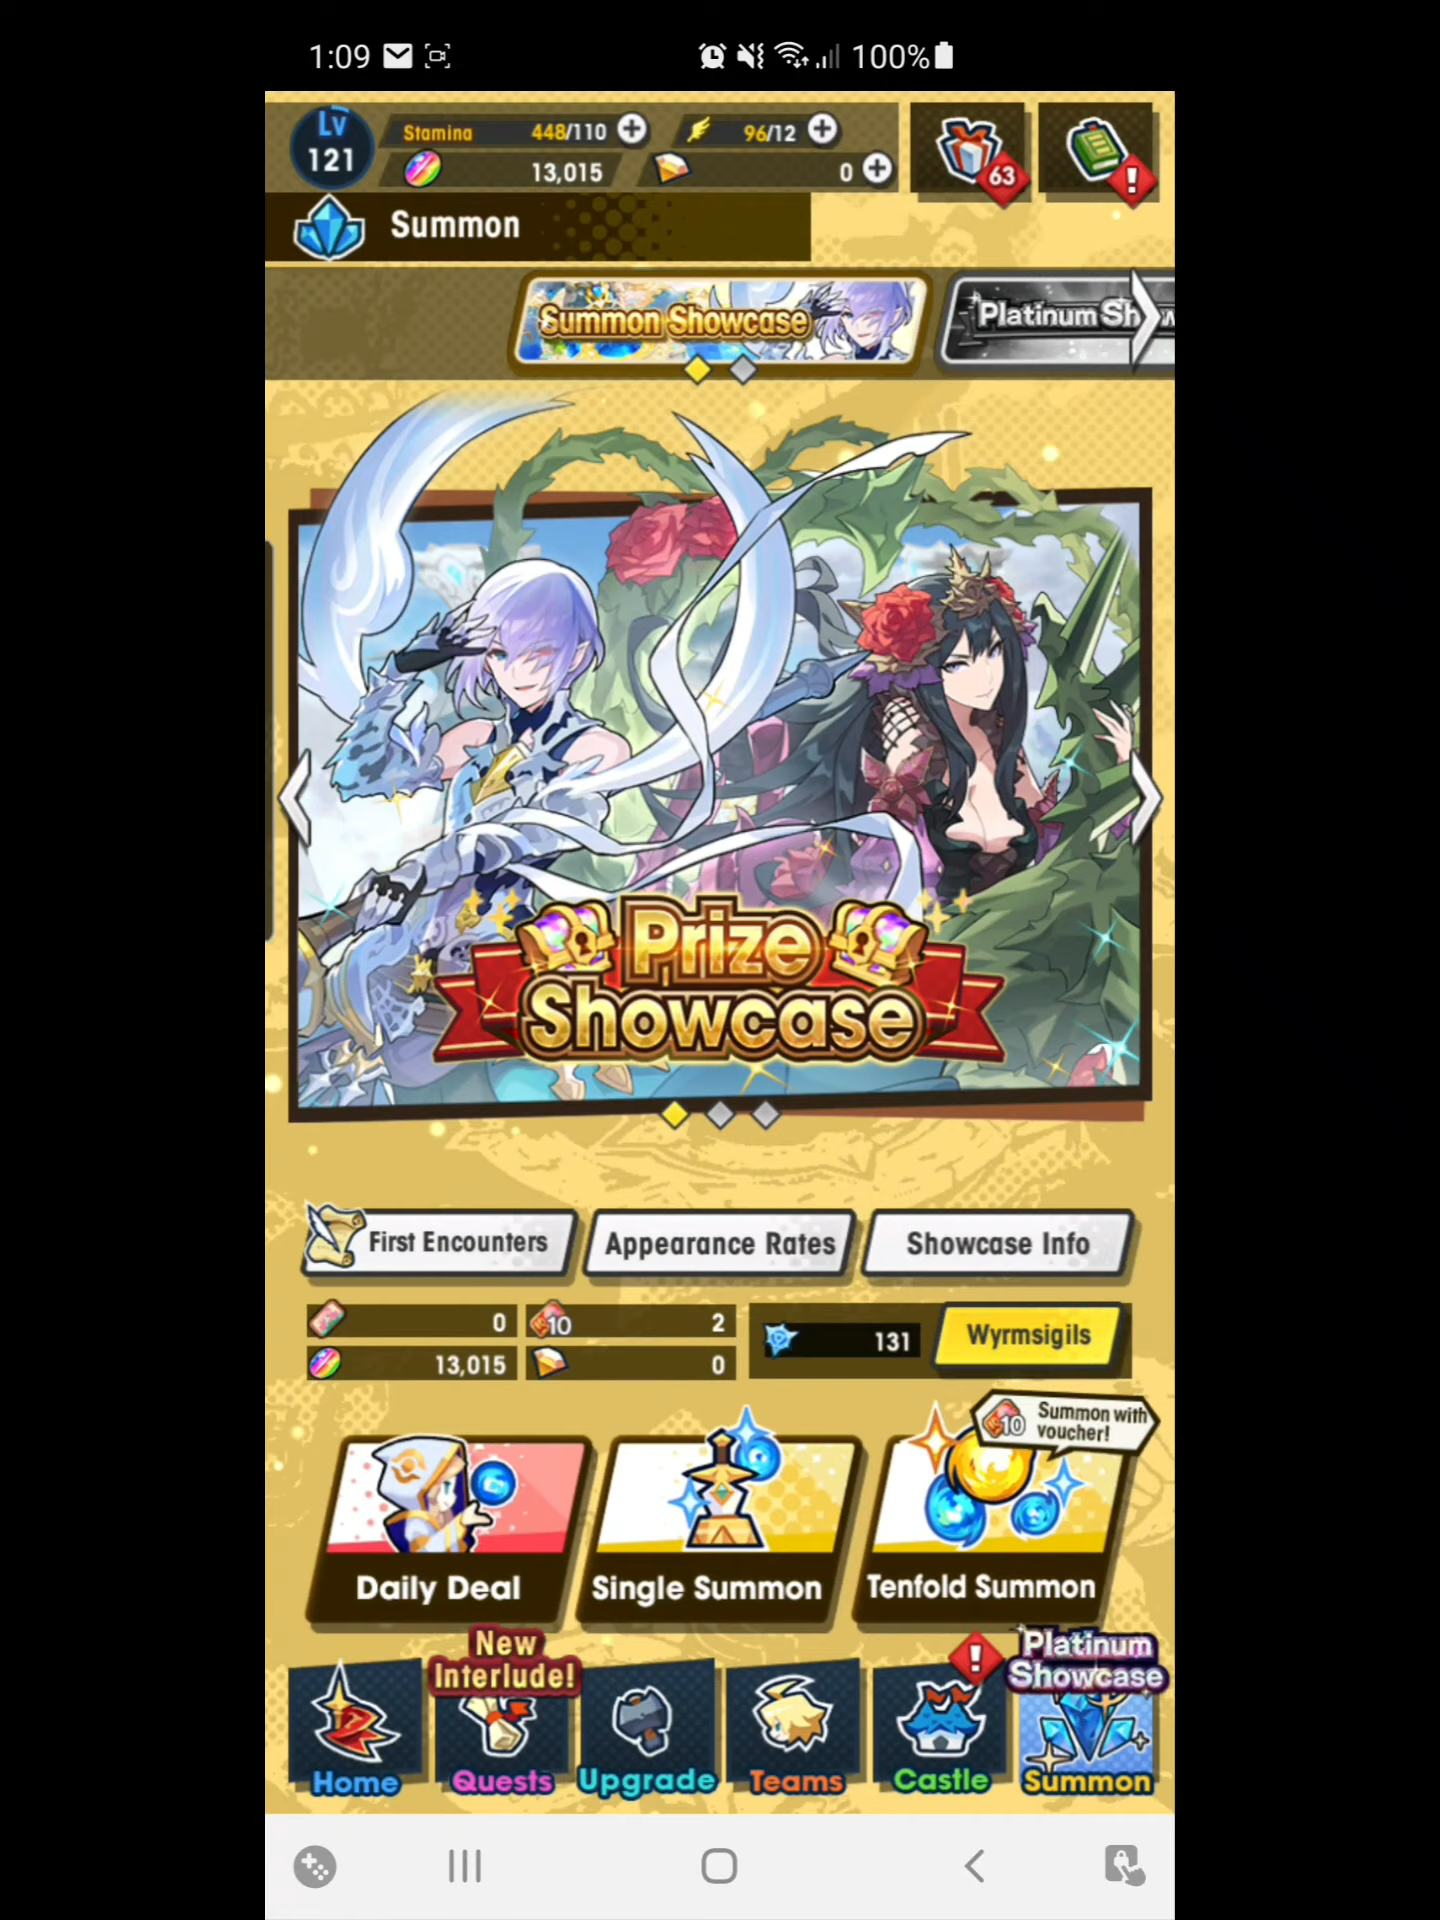 1:09 100%
Lv
121
Stamina 448/110
96/12
13,015
0
63
Summon
Summon Showcase
Platinum Sh
Prize
Showcase
First Encounters
Appearance Rates
Showcase Info
0
10 2
13,015
0
131
Wyrmsigils
10 Summon with
voucher!
Daily Deal
Single Summon
Tenfold Summon
New
Interlude!
Platinum
Showcase
Home
Quests
Upgrade
Teams
Castle
Summon